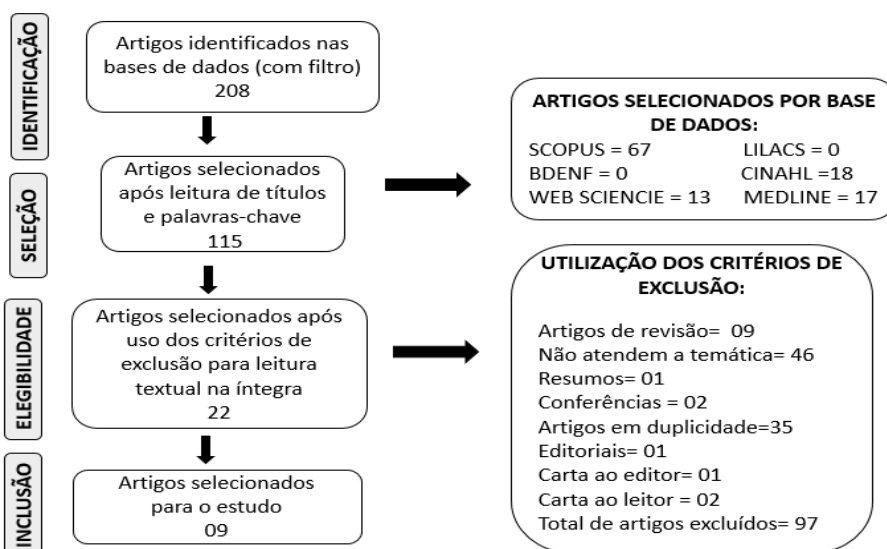 IDENTIFICAÇÃO
Artigos identificados nas
bases de dados (com filtro)
208
SELEÇÃO
Artigos selecionados
após leitura de títulos
e palavras-chave
115
ARTIGOS SELECIONADOS POR BASE
DE DADOS:
SCOPUS = 67 LILACS = 0
BDENF = 0 CINAHL =18
WEB SCIENCIE = 13 MEDLINE = 17
ELEGIBILIDADE
Artigos selecionados após
uso dos critérios de
exclusão para leitura
textual na íntegra
22
UTILIZAÇÃO DOS CRITÉRIOS DE
EXCLUSÃO:
Artigos de revisão= 09
Não atendem a temática= 46
Resumos= 01
Conferências = 02
Artigos em duplicidade=35
Editoriais= 01
Carta ao editor= 01
Carta ao leitor = 02
Total de artigos excluídos= 97
INCLUSÃO
Artigos selecionados
para o estudo
09